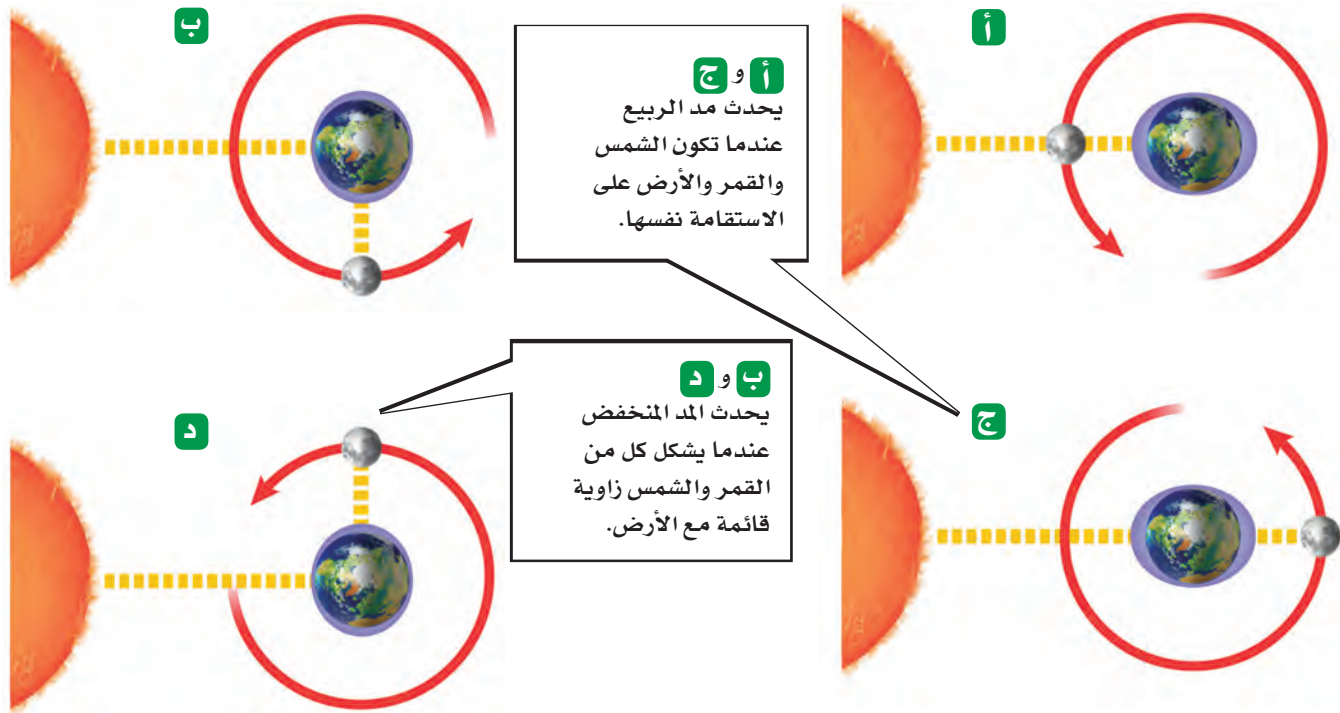 أ
ب
أ و ج
يحدث مد الربيع
عندما تكون الشمس
والقمر والأرض على
الاستقامة نفسها.
ب و د
يحدث المد المنخفض
عندما يشكل كل من
القمر والشمس زاوية
قائمة مع الأرض.
ج
د